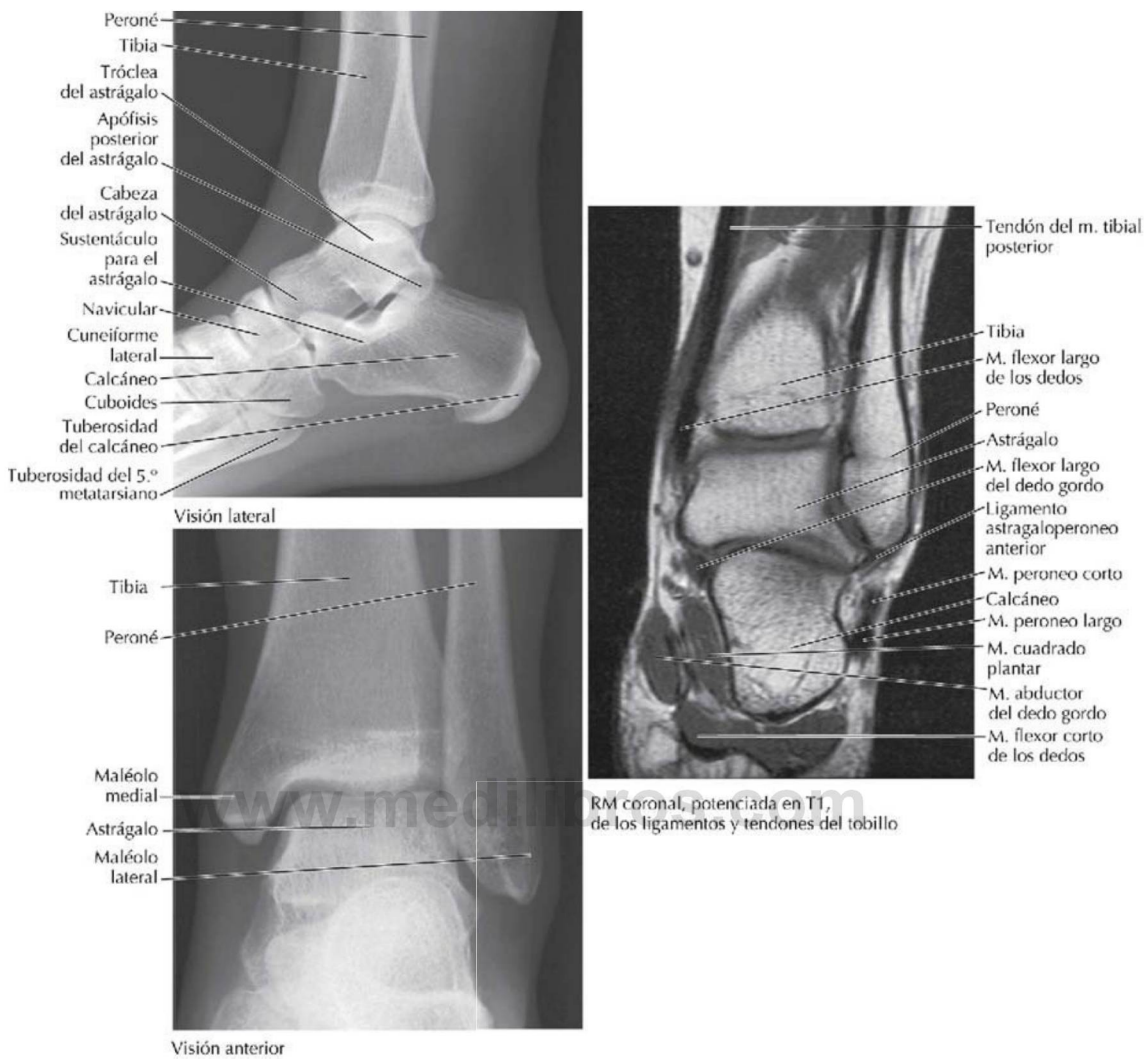 Peroné
Tibia
Tróclea
del astrágalo
Apófisis
posterior
del astrágalo
Cabeza
del astrágalo
Sustentáculo
para el
astrágalo
Navicular
Cuneiforme
lateral
Calcáneo
Cuboides
Tuberosidad
del calcáneo
Tuberosidad del 5.º
metatarsiano
Visión lateral
Tibia
Peroné
Maléolo
medial
Astrágalo
Maléolo
lateral
Visión anterior
Tendón del m. tibial
posterior
Tibia
M. flexor largo
de los dedos
Peroné
Astrágalo
M. flexor largo
del dedo gordo
Ligamento
astragaloperoneo
anterior
M. peroneo corto
Calcáneo
M. peroneo largo
M. cuadrado
plantar
M. abductor
del dedo gordo
M. flexor corto
de los dedos
RM coronal, potenciada en T1,
de los ligamentos y tendones del tobillo
www.medilibros.com